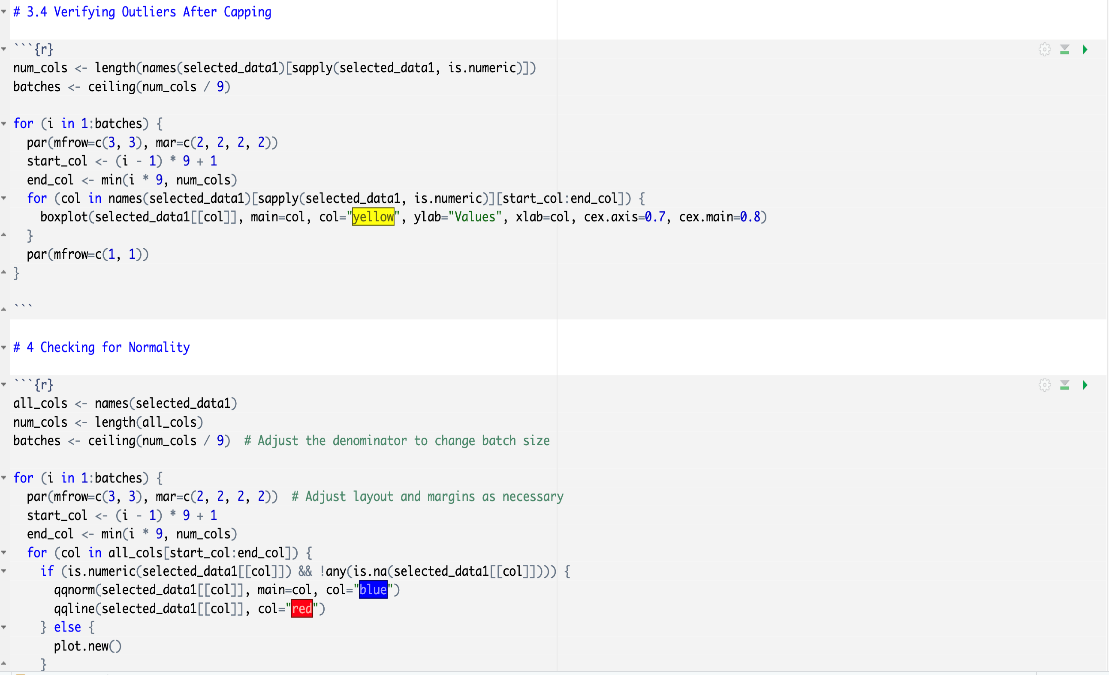 # 3.4 Verifying Outliers After Capping
```{r}
num_cols <- length(names(selected_data1)[sapply(selected_data1, is.numeric)])
batches <- ceiling(num_cols / 9)
for (i in 1:batches) {
  par(mfrow=c(3, 3), mar=c(2, 2, 2, 2))
  start_col <- (i - 1) * 9 + 1
  end_col <- min(i * 9, num_cols)
  for (col in names(selected_data1)[sapply(selected_data1, is.numeric)][start_col:end_col]) {
    boxplot(selected_data1[[col]], main=col, col="yellow", ylab="Values", xlab=col, cex.axis=0.7, cex.main=0.8)
  }
  par(mfrow=c(1, 1))
}
```
# 4 Checking for Normality
```{r}
all_cols <- names(selected_data1)
num_cols <- length(all_cols)
batches <- ceiling(num_cols / 9)  # Adjust the denominator to change batch size
for (i in 1:batches) {
  par(mfrow=c(3, 3), mar=c(2, 2, 2, 2))  # Adjust layout and margins as necessary
  start_col <- (i - 1) * 9 + 1
  end_col <- min(i * 9, num_cols)
  for (col in all_cols[start_col:end_col]) {
    if (is.numeric(selected_data1[[col]]) && !any(is.na(selected_data1[[col]]))) {
      qqnorm(selected_data1[[col]], main=col, col="blue")
      qqline(selected_data1[[col]], col="red")
    } else {
      plot.new()
    }